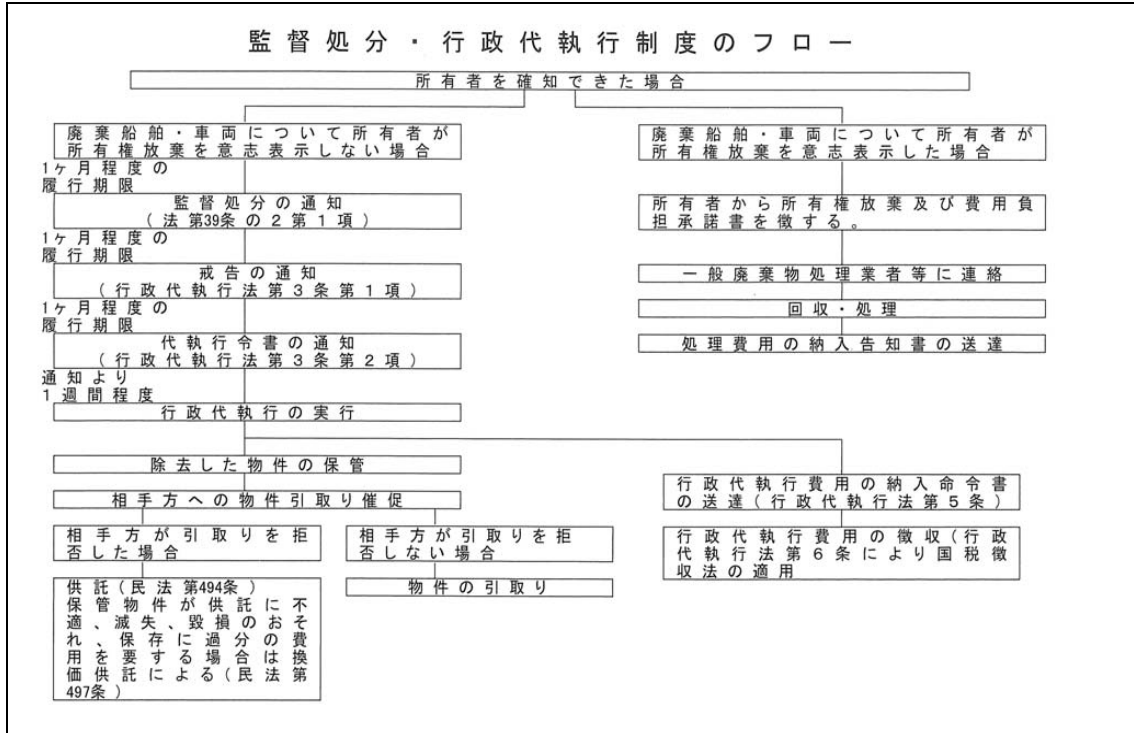 監督処分・行政代執行制度のフロー
所有者を確知できた場合
廃棄船舶・車両について所有者が
所有権放棄を意志表示しない場合
1ヶ月程度の
履行期限
監督処分の通知
(法第39条の2第1項)
1ヶ月程度の
履行期限
戒告の通知
(行政代執行法第3条第1項)
1ヶ月程度の
履行期限
代執行令書の通知
(行政代執行法第3条第2項)
通知より
1週間程度
行政代執行の実行
除去した物件の保管
相手方への物件引取り催促
相手方が引取りを拒
否した場合
供託(民法第494条)
保管物件が供託に不
適、滅失、毀損のおそ
れ、保存に過分の費
用を要する場合は換
価供託による(民法第
497条)
相手方が引取りを拒
否しない場合
物件の引取り
行政代執行費用の納入命令書
の送達(行政代執行法第5条)
行政代執行費用の徴収(行政
代執行法第6条により国税徴
収法の適用
廃棄船舶・車両について所有者が
所有権放棄を意志表示した場合
所有者から所有権放棄及び費用負
担承諾書を徴する。
一般廃棄物処理業者等に連絡
回収・処理
処理費用の納入告知書の送達